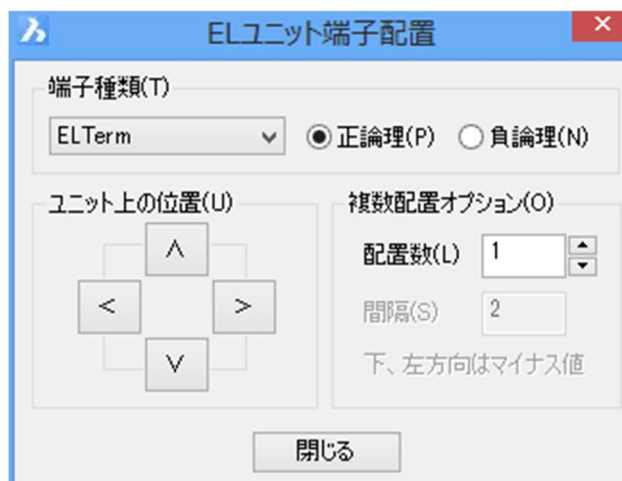 ELユニット端子配置
端子種類(T)
ELTerm 正論理(P) 負論理(N)
ユニット上の位置(U)
∧
< >
∨
複数配置オプション(O)
配置数(L) 1
間隔(S) 2
下、左方向はマイナス値
閉じる